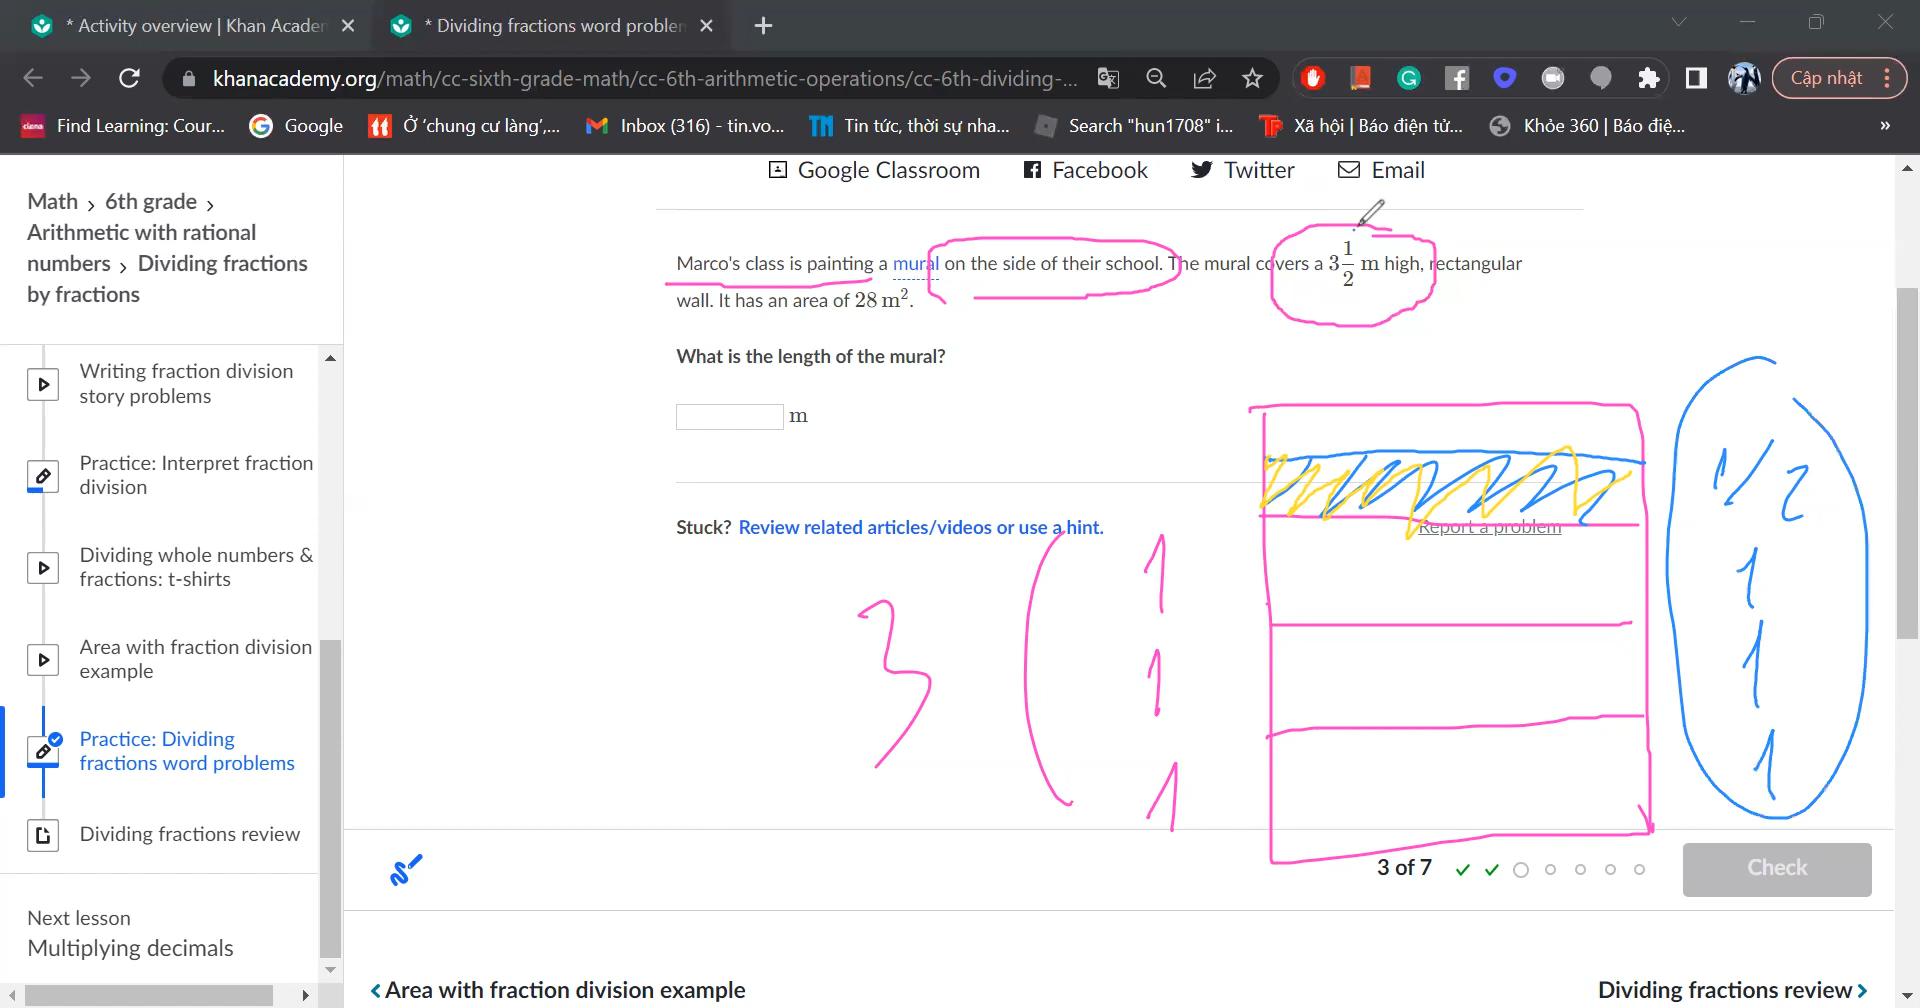 * Activity overview | Khan Academ
* Dividing fractions word problem
khanacademy.org/math/cc-sixth-grade-math/cc-6th-arithmetic-operations/cc-6th-dividing-...
Cập nhật
Find Learning: Cour...
Google
Ở 'chung cư làng',...
Inbox (316) - tin.vo...
Tin tức, thời sự nha...
Search "hun1708" i...
Xã hội | Báo điện tử...
Khỏe 360 | Báo điệ...
»
Google Classroom
Facebook
Twitter
Email
Math > 6th grade >
Arithmetic with rational
numbers > Dividing fractions
by fractions
Writing fraction division
story problems
Practice: Interpret fraction
division
Dividing whole numbers &
fractions: t-shirts
Area with fraction division
example
Practice: Dividing
fractions word problems
Dividing fractions review
Next lesson
Multiplying decimals
Marco's class is painting a mural on the side of their school. The mural covers a 3 1/2 m high, rectangular
wall. It has an area of 28 m².
What is the length of the mural?
m
Stuck? Review related articles/videos or use a hint.
Report a problem
3
1
1
1
1/2
1
1
1
3 of 7
Check
< Area with fraction division example
Dividing fractions review >